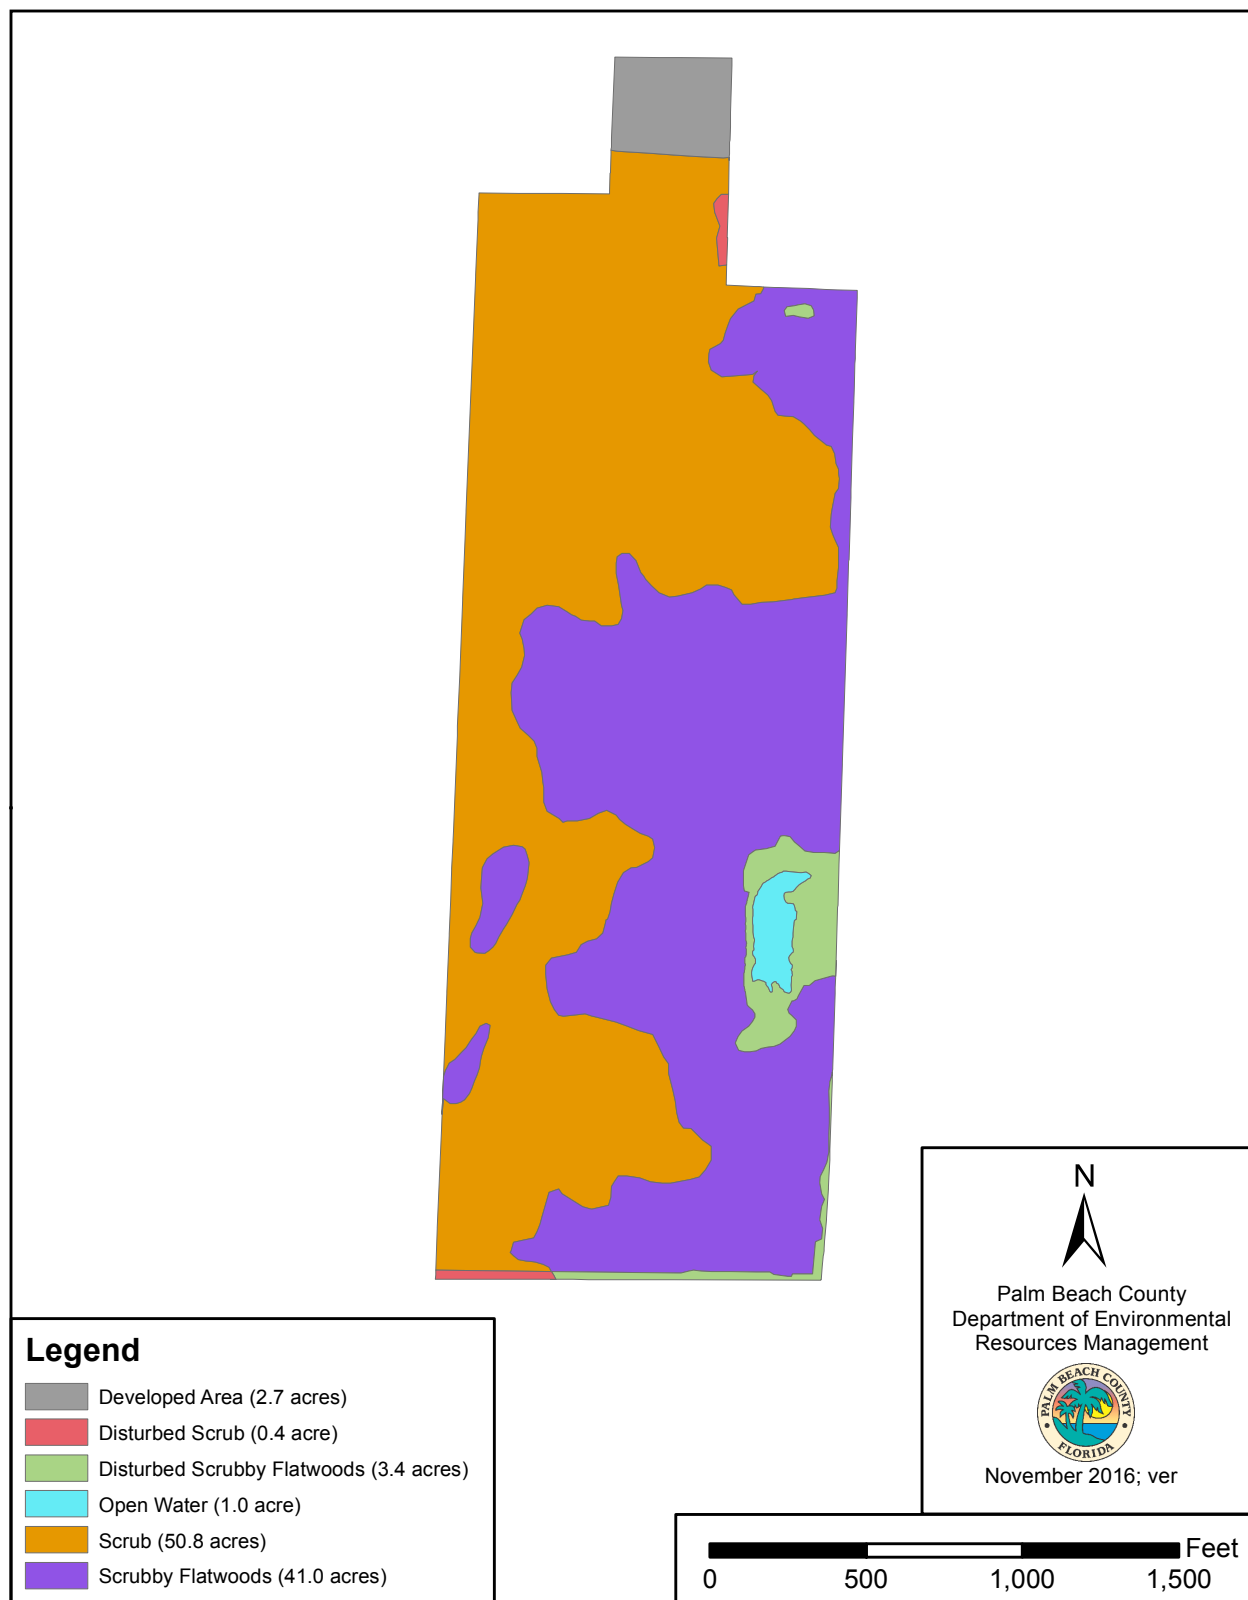 N
Palm Beach County
Department of Environmental
Resources Management
PALM BEACH COUNTY
FLORIDA
November 2016; ver
Legend
Developed Area (2.7 acres)
Disturbed Scrub (0.4 acre)
Disturbed Scrubby Flatwoods (3.4 acres)
Open Water (1.0 acre)
Scrub (50.8 acres)
Scrubby Flatwoods (41.0 acres)
Feet
0 500 1,000 1,500